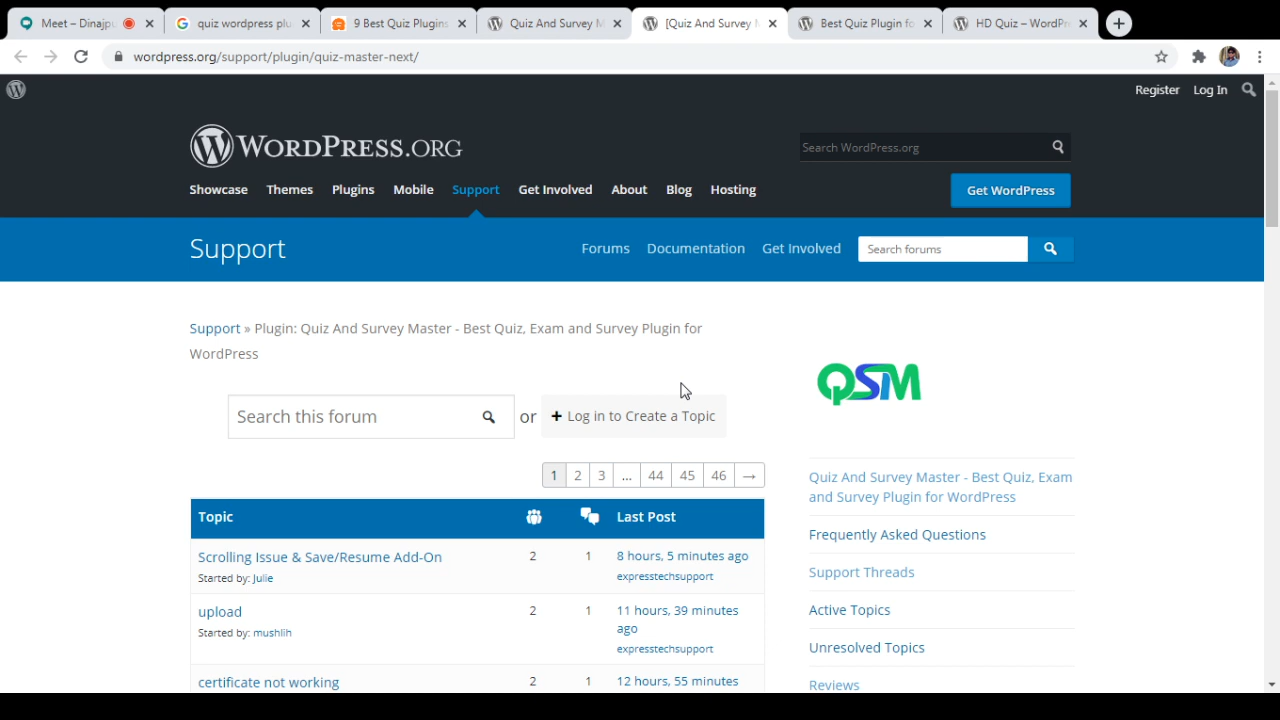 Meet – Dinajpu
quiz wordpress plu
9 Best Quiz Plugins
Quiz And Survey M
[Quiz And Survey M
Best Quiz Plugin fo
HD Quiz – WordPr
wordpress.org/support/plugin/quiz-master-next/
Register Log In
WORDPRESS.ORG
Search WordPress.org
Showcase Themes Plugins Mobile Support Get Involved About Blog Hosting
Get WordPress
Support
Forums Documentation Get Involved
Search forums
Support » Plugin: Quiz And Survey Master - Best Quiz, Exam and Survey Plugin for
WordPress
QSM
Search this forum
or
+ Log in to Create a Topic
1 2 3 … 44 45 46 →
Quiz And Survey Master - Best Quiz, Exam
and Survey Plugin for WordPress
Topic
Last Post
Frequently Asked Questions
Scrolling Issue & Save/Resume Add-On
2 1 8 hours, 5 minutes ago
Started by: Julie
expresstechsupport
Support Threads
upload
2 1 11 hours, 39 minutes
ago
Started by: mushlih
expresstechsupport
Active Topics
Unresolved Topics
certificate not working
2 1 12 hours, 55 minutes
Reviews